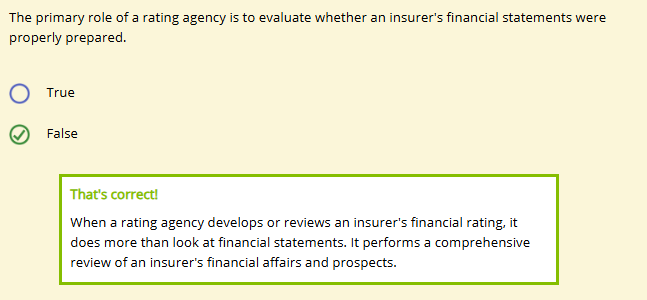 The primary role of a rating agency is to evaluate whether an insurer's financial statements were
properly prepared.
True
False
That's correct!
When a rating agency develops or reviews an insurer's financial rating, it
does more than look at financial statements. It performs a comprehensive
review of an insurer's financial affairs and prospects.